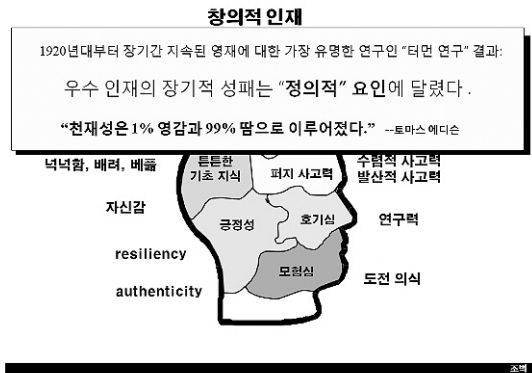 창의적 인재
1920년대부터 장기간 지속된 영재에 대한 가장 유명한 연구인 “터먼 연구” 결과:
우수 인재의 장기적 성패는 “정의적” 요인에 달렸다 .
“천재성은 1% 영감과 99% 땀으로 이루어졌다.” --토마스 에디슨
넉넉함, 배려, 베풂
튼튼한
기초 지식
퍼지 사고력
수렴적 사고력
발산적 사고력
자신감
긍정성
호기심
연구력
resiliency
모험심
도전 의식
authenticity
조벽